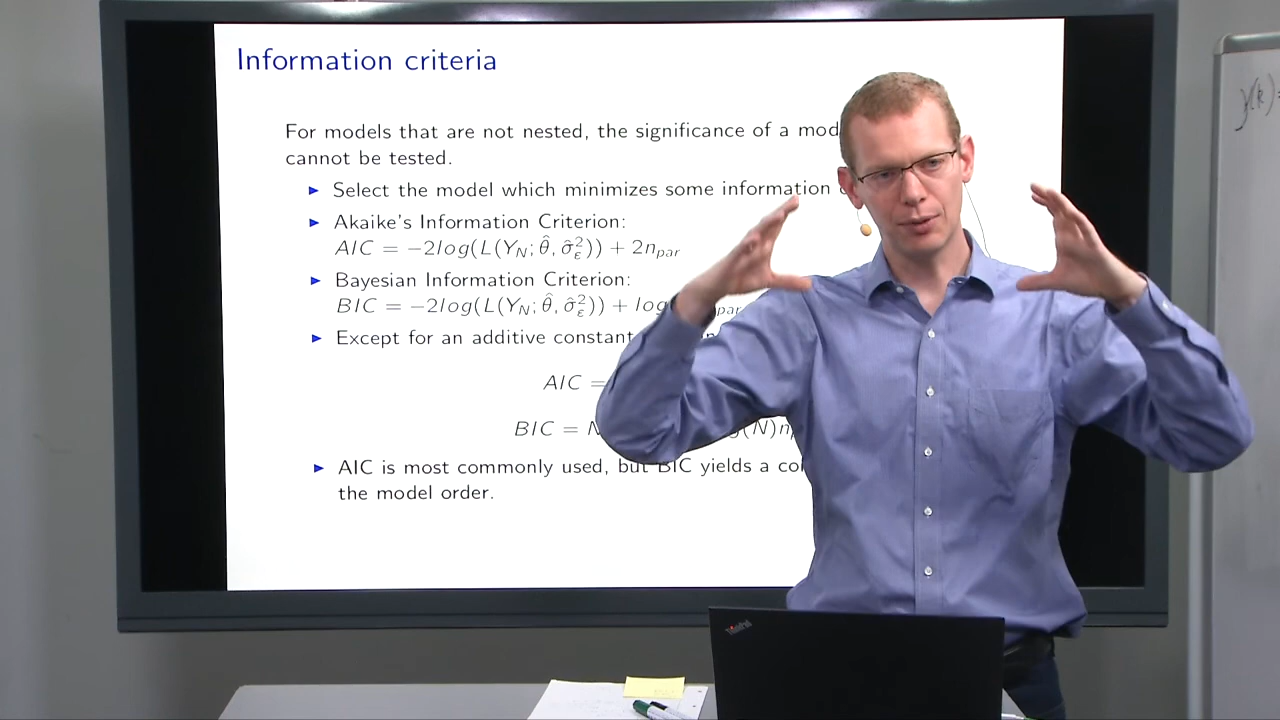 Information criteria
For models that are not nested, the significance of a
cannot be tested.
Select the model which minimizes some information
Akaike's Information Criterion:
AIC = −2log(L(Y_N; θ̂, σ̂²_ε)) + 2n_par
Bayesian Information Criterion:
BIC = −2log(L(Y_N; θ̂, σ̂²_ε)) + log
Except for an additive constant
AIC =
BIC =
AIC is most commonly used, but BIC yields a
the model order.
y(k)=
ThinkPad